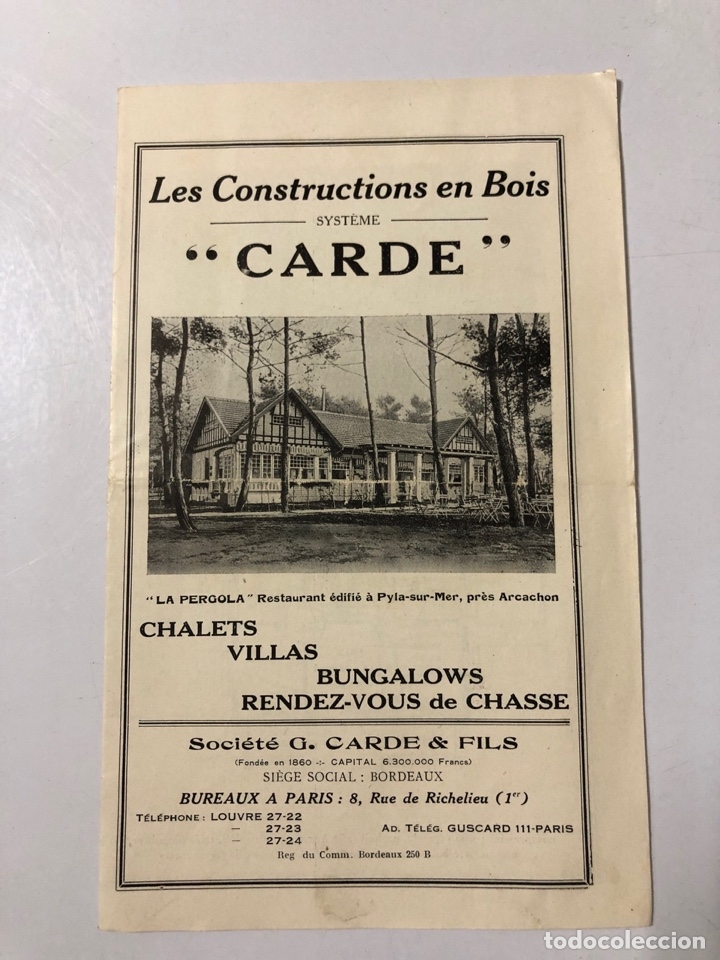 Les Constructions en Bois
SYSTÈME
“ CARDE ”
"LA PERGOLA" Restaurant édifié à Pyla-sur-Mer, près Arcachon
CHALETS
VILLAS
BUNGALOWS
RENDEZ-VOUS de CHASSE
Société G. CARDE & FILS
(Fondée en 1860 -:- CAPITAL 6.300.000 Francs)
SIÈGE SOCIAL : BORDEAUX
BUREAUX A PARIS : 8, Rue de Richelieu (1er)
TÉLÉPHONE : LOUVRE 27-22
— 27-23 AD. TÉLÉG. GUSCARD 111-PARIS
— 27-24
Reg du Comm. Bordeaux 250 B
todocoleccion
todocoleccion.net